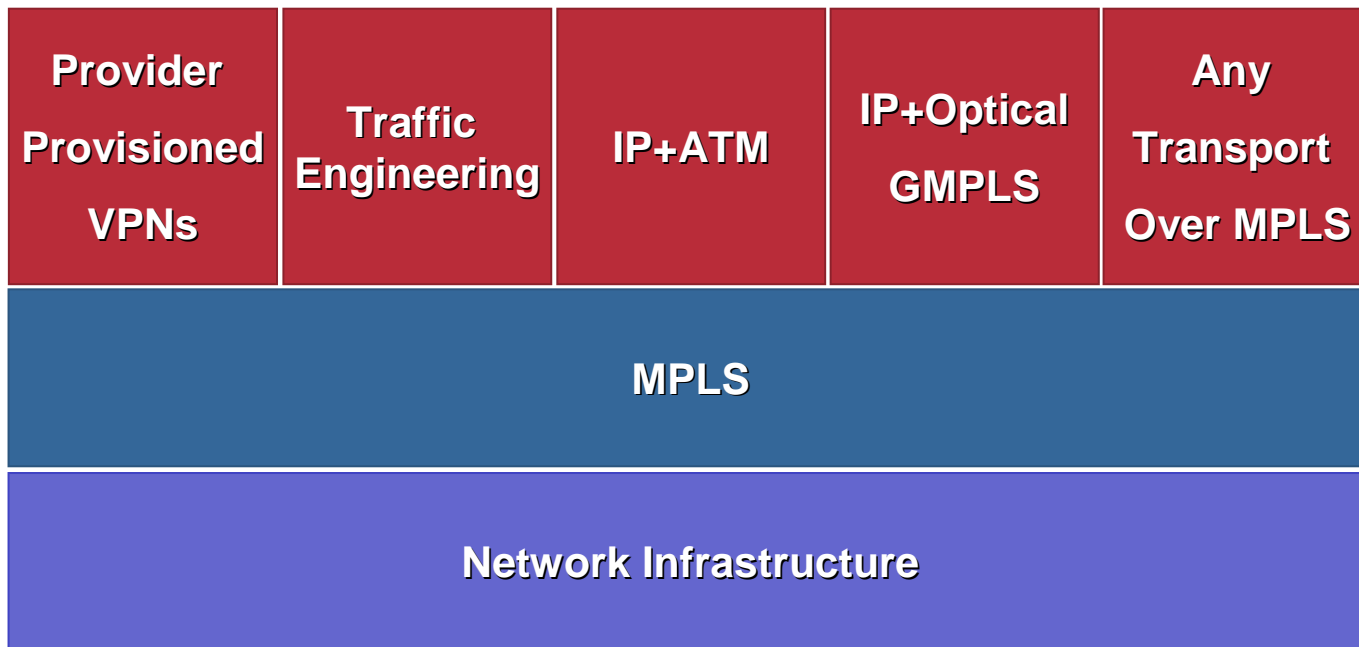 Provider
Provisioned
VPNs
Traffic
Engineering
IP+ATM
IP+Optical
GMPLS
Any
Transport
Over MPLS
MPLS
Network Infrastructure